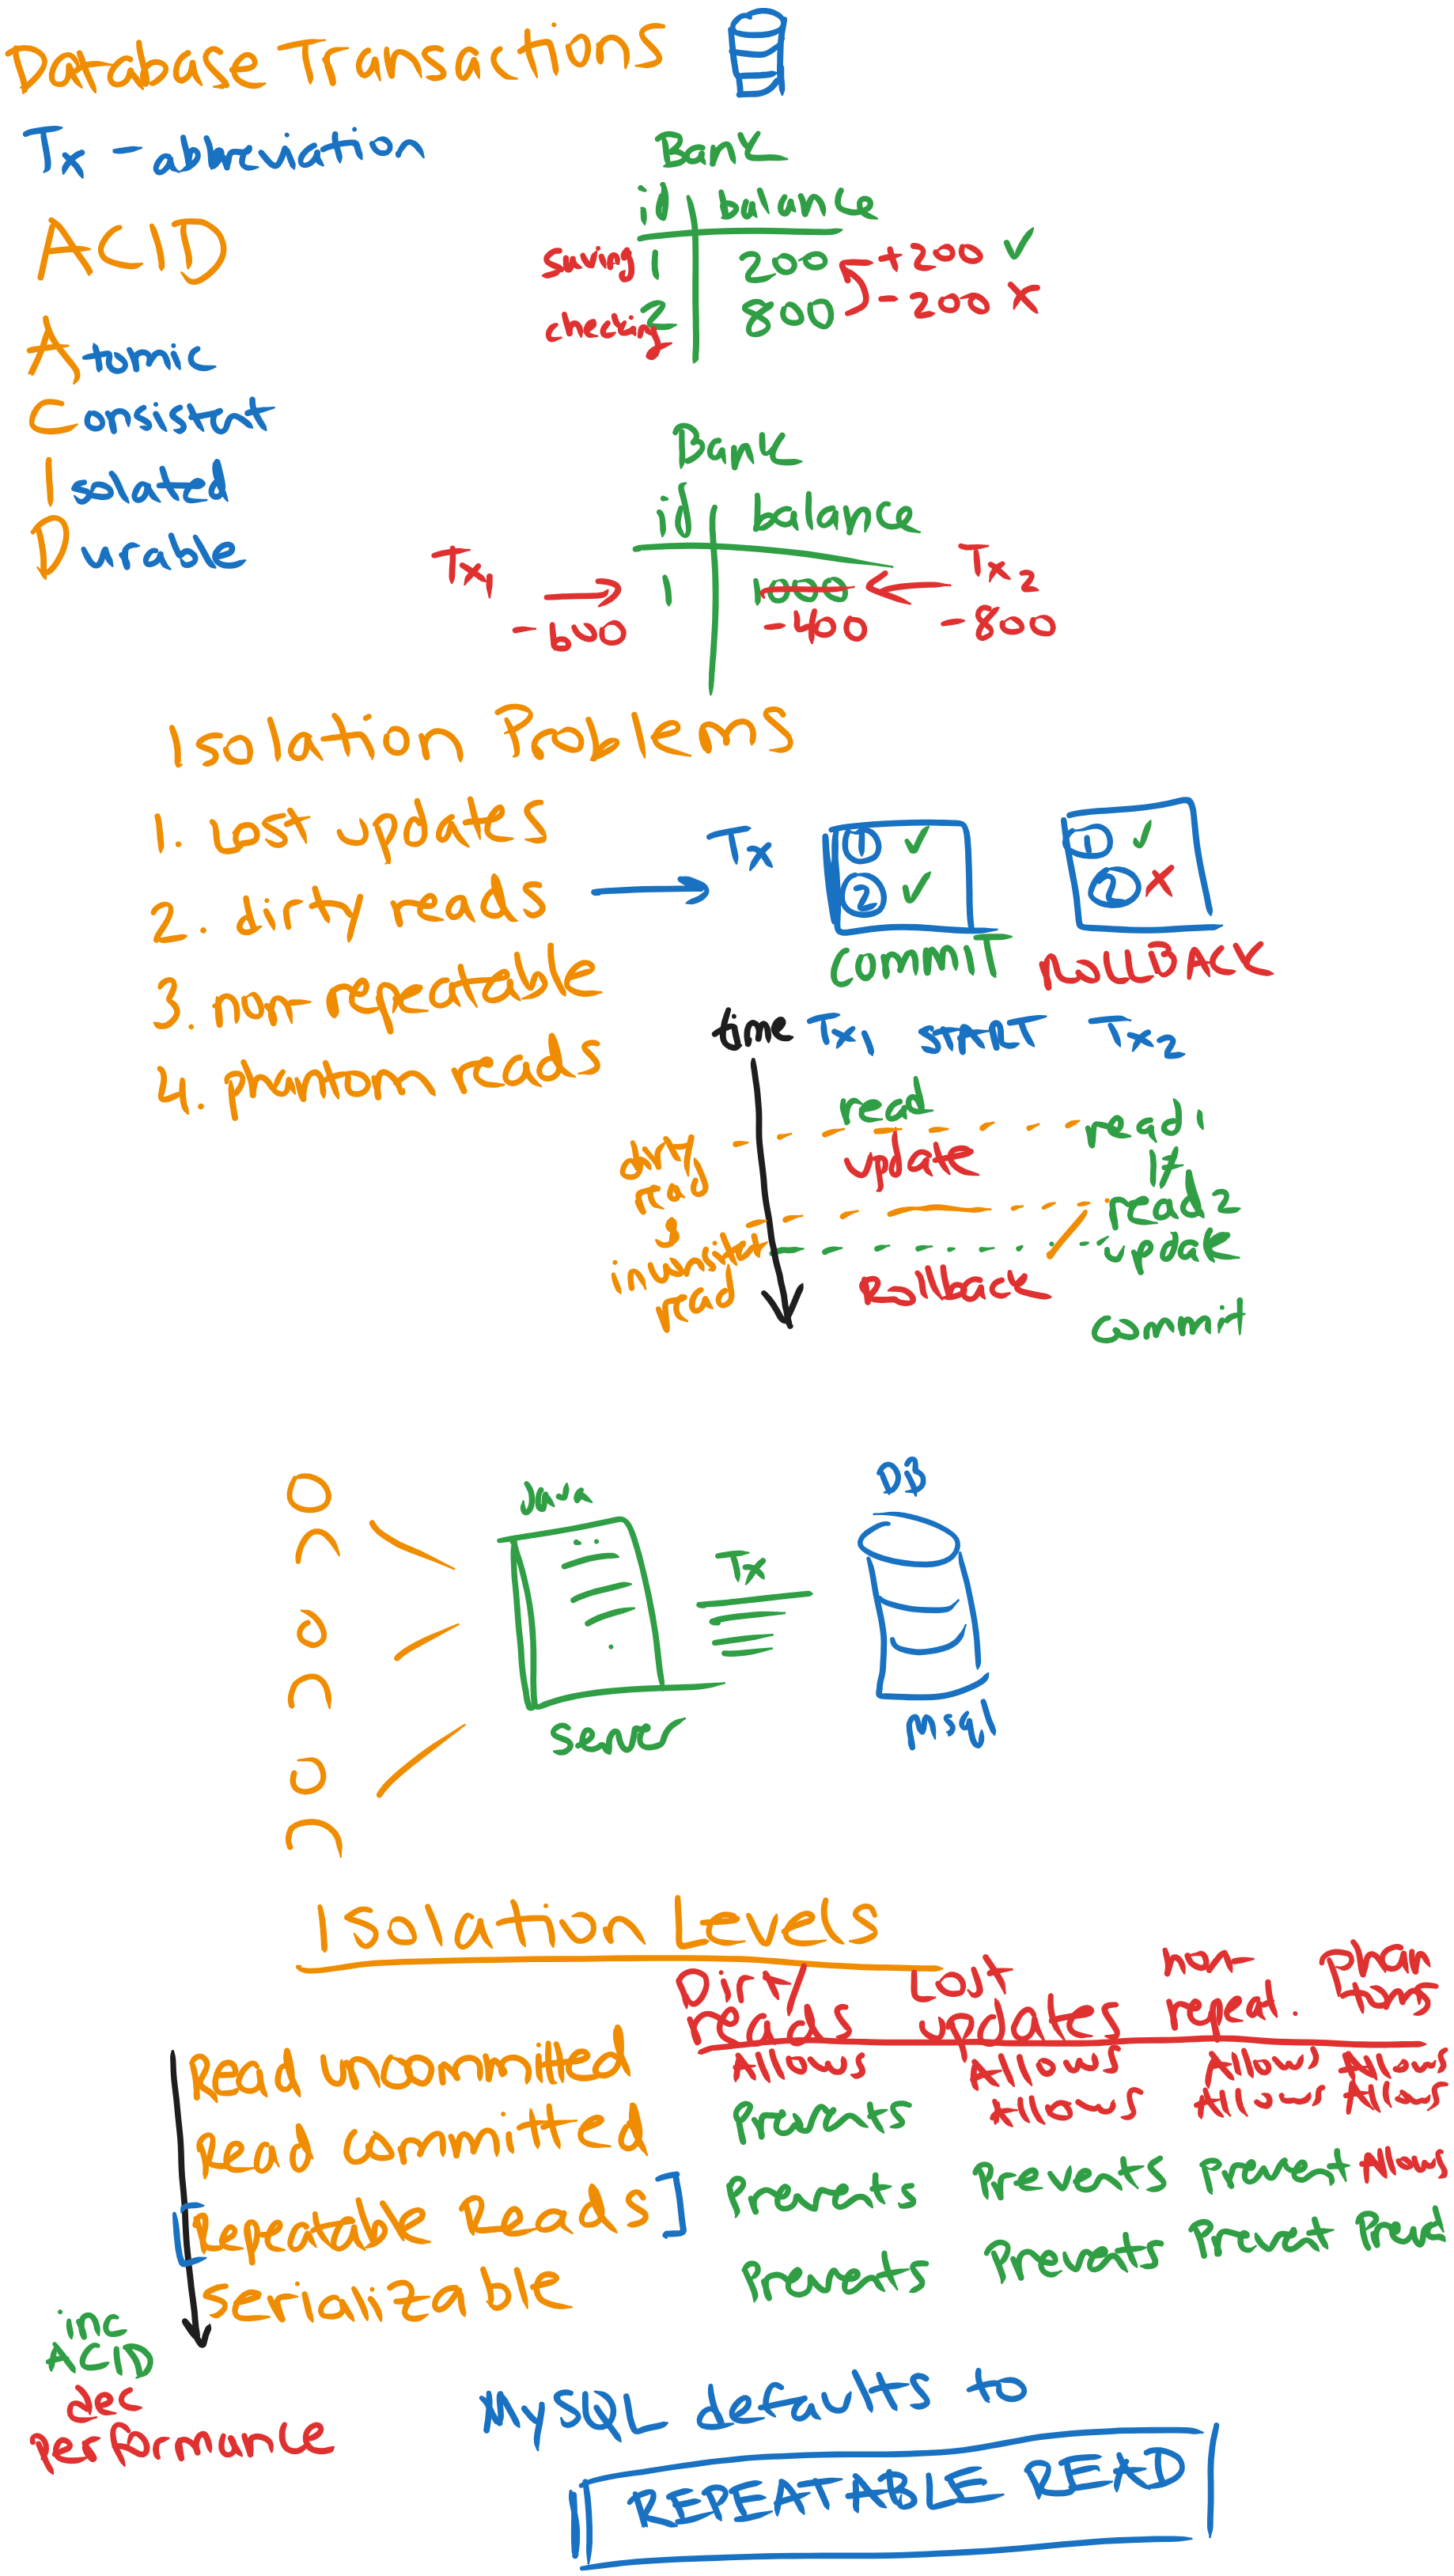 Database Transactions
Tx - abbreviation
ACID
Atomic
Consistent
Isolated
Durable
Bank
id balance
saving 1 200 +200 ✓
checking 2 800 -200 X
Bank
id balance
Tx1 1 1000 Tx2
-600 -400 -800
Isolation Problems
1. Lost updates
2. dirty reads
3. non-repeatable
4. phantom reads
Tx
1 ✓
2 ✓
COMMIT
1 ✓
2 X
ROLLBACK
time Tx1 START Tx2
read
read 1
update
dirty
read
≠
read 2
update
read
Rollback
commit
Java
Server
Tx
DB
msql
Isolation Levels
Dirty reads Lost updates non-repeat. phantoms
Read uncommitted Allows Allows Allows Allows
Read committed Prevents Allows Allows Allows
[Repeatable Reads] Prevents Prevents Prevent Allows
Serializable Prevents Prevents Prevent
inc
ACID
dec
performance
MySQL defaults to
REPEATABLE READ